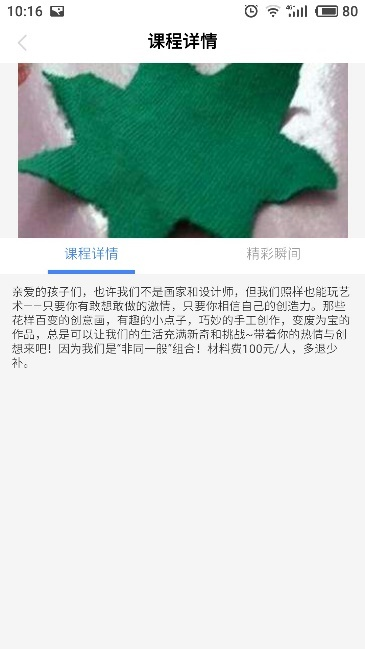 10:16
4G
80
课程详情
课程详情
精彩瞬间
亲爱的孩子们，也许我们不是画家和设计师，但我们照样也能玩艺
术——只要你有敢想敢做的激情，只要你相信自己的创造力。那些
花样百变的创意画，有趣的小点子，巧妙的手工创作，变废为宝的
作品，总是可以让我们的生活充满新奇和挑战~带着你的热情与创
想来吧！因为我们是“非同一般”组合！材料费100元/人，多退少
补。